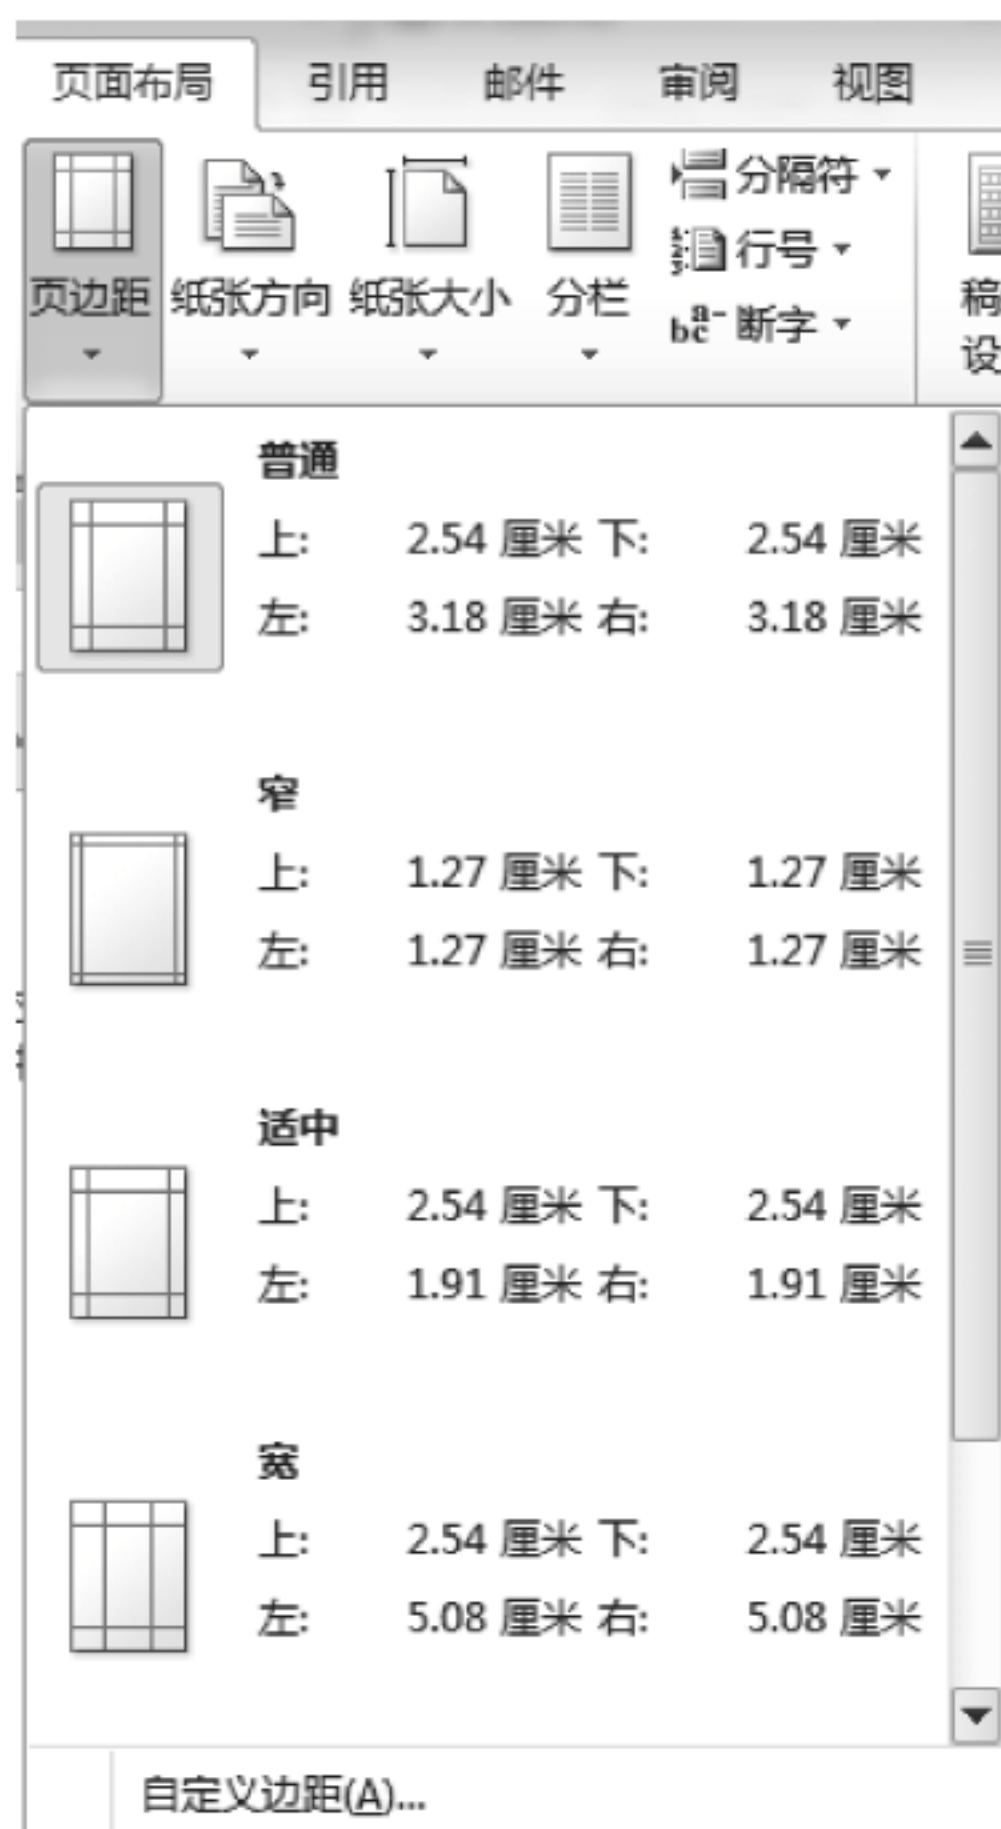 页面布局 引用 邮件 审阅 视图
分隔符
行号
断字
页边距 纸张方向 纸张大小 分栏
稿
设
普通
上: 2.54 厘米 下: 2.54 厘米
左: 3.18 厘米 右: 3.18 厘米
窄
上: 1.27 厘米 下: 1.27 厘米
左: 1.27 厘米 右: 1.27 厘米
适中
上: 2.54 厘米 下: 2.54 厘米
左: 1.91 厘米 右: 1.91 厘米
宽
上: 2.54 厘米 下: 2.54 厘米
左: 5.08 厘米 右: 5.08 厘米
自定义边距(A)...